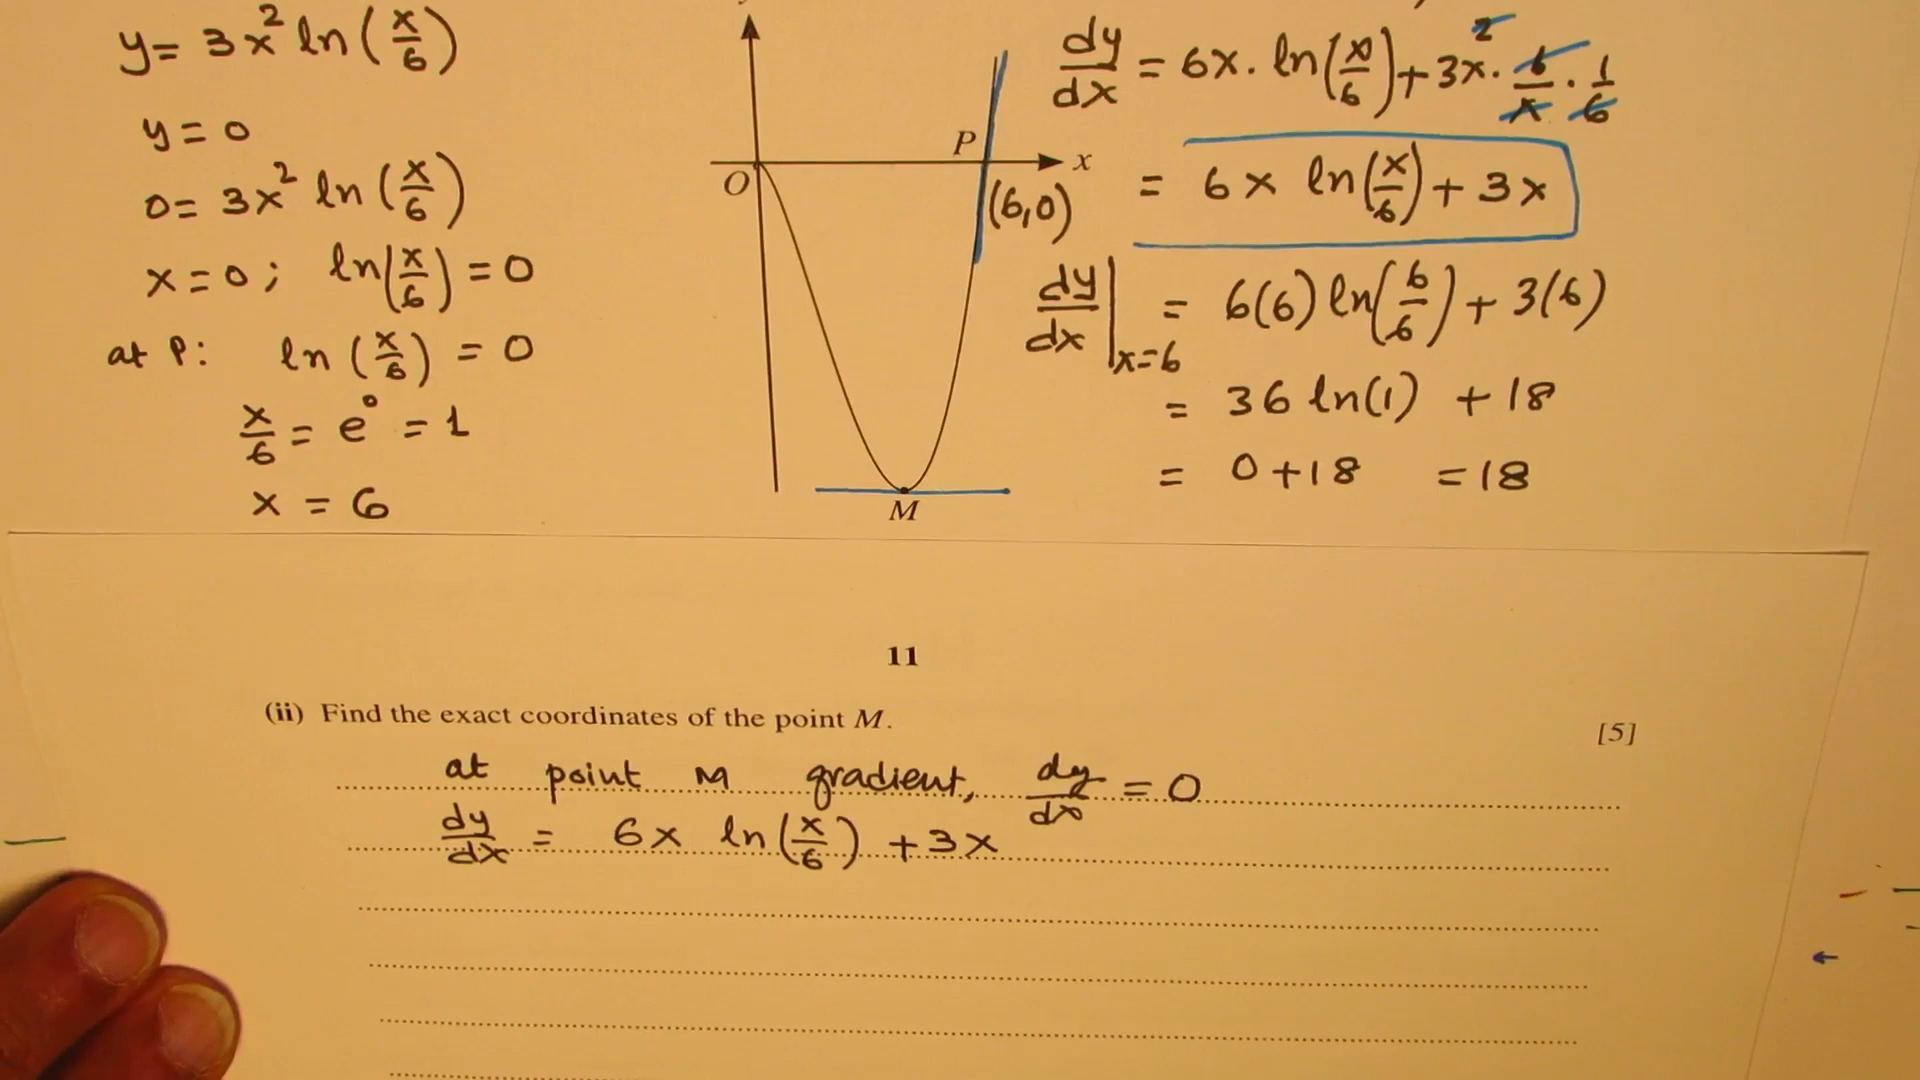 y = 3x² ln(x/6)
y = 0
0 = 3x² ln(x/6)
x = 0 ; ln(x/6) = 0
at P: ln(x/6) = 0
x/6 = e⁰ = 1
x = 6
P
x
O
(6,0)
M
dy/dx = 6x . ln(x/6) + 3x² . 6/x . 1/6
= 6x ln(x/6) + 3x
dy/dx |x=6 = 6(6) ln(6/6) + 3(6)
= 36 ln(1) + 18
= 0 + 18 = 18
11
(ii) Find the exact coordinates of the point M. [5]
at point M gradient, dy/dx = 0
dy/dx = 6x ln(x/6) + 3x